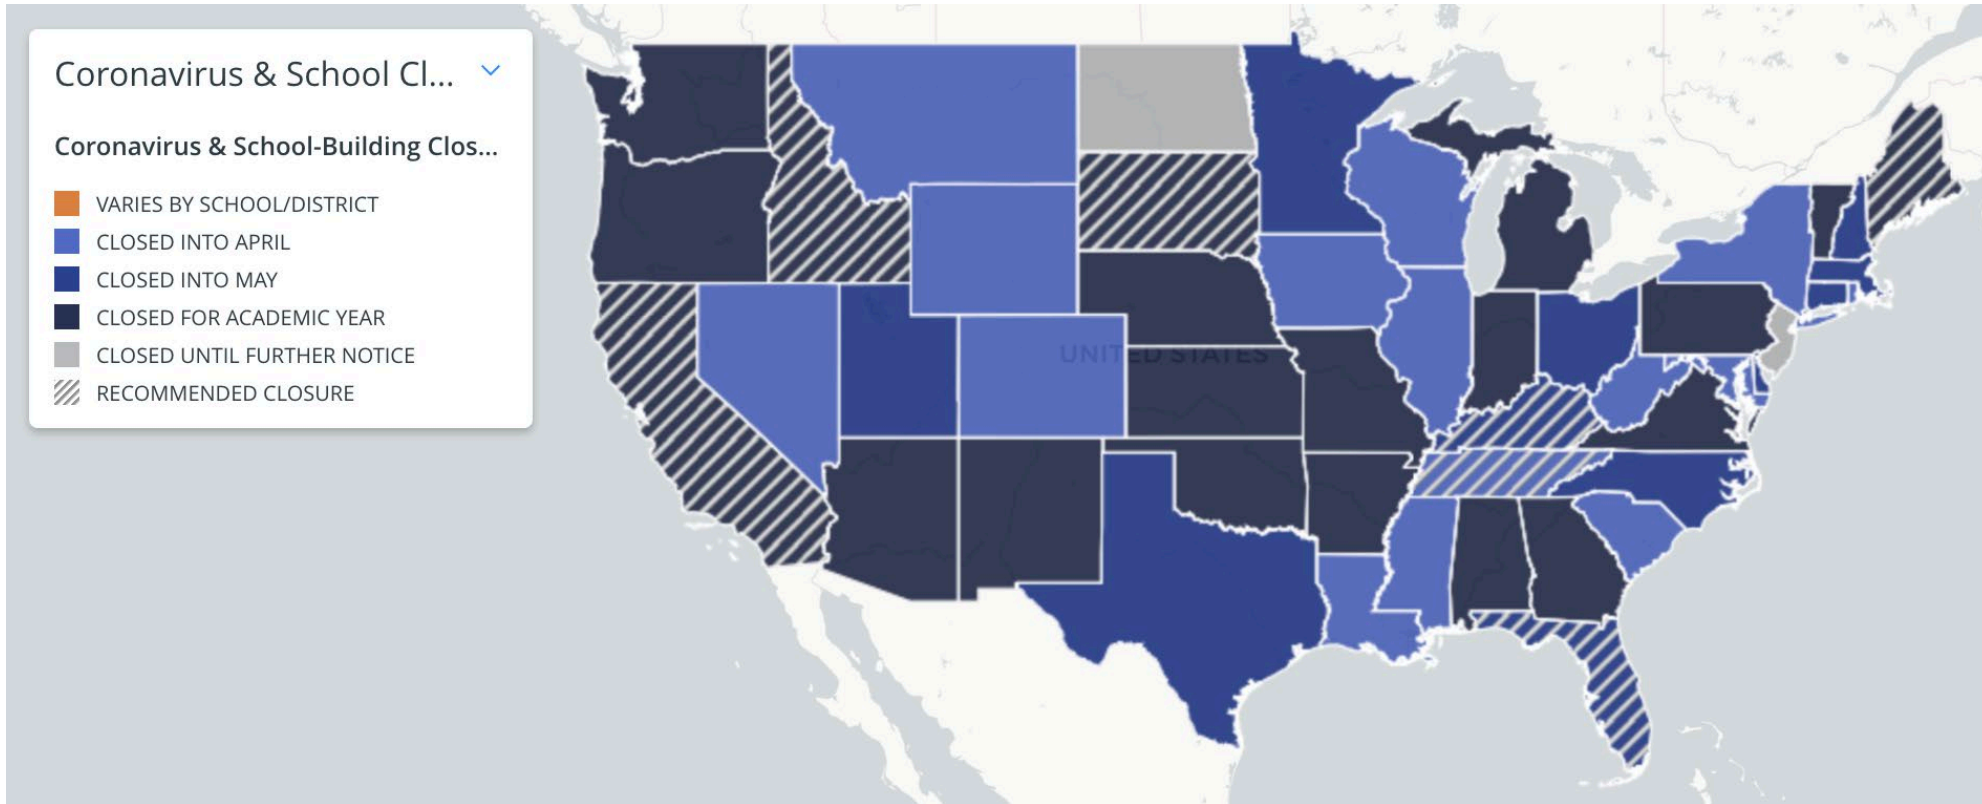 Coronavirus & School Cl...
Coronavirus & School-Building Clos...
VARIES BY SCHOOL/DISTRICT
CLOSED INTO APRIL
CLOSED INTO MAY
CLOSED FOR ACADEMIC YEAR
CLOSED UNTIL FURTHER NOTICE
RECOMMENDED CLOSURE
UNITED STATES